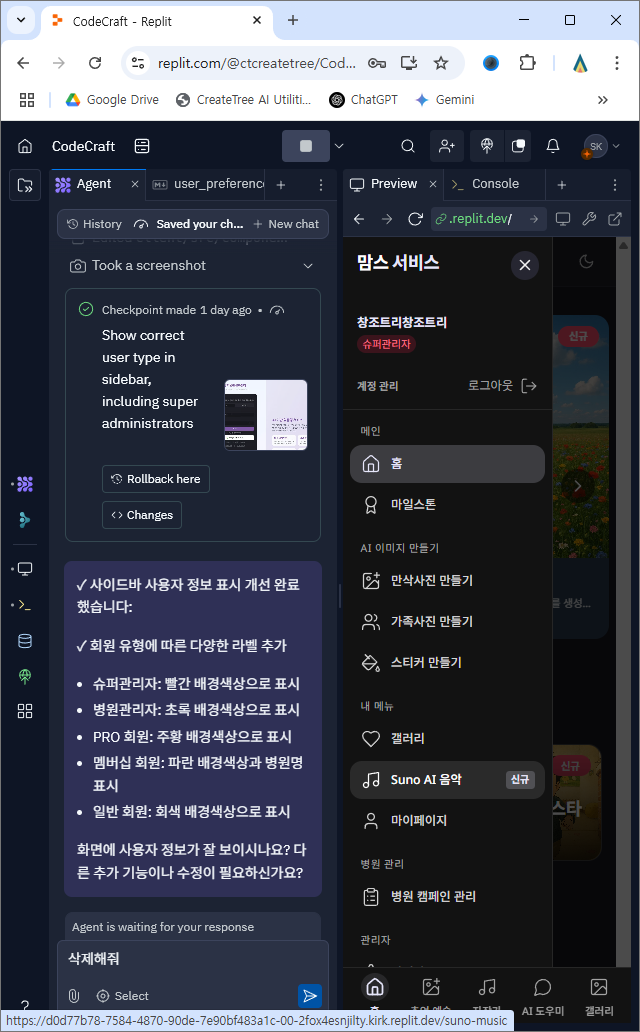 CodeCraft - Replit
replit.com/@ctcreatetree/Cod...
Google Drive
CreateTree AI Utiliti...
ChatGPT
Gemini
CodeCraft
SK
Agent
user_preference
Preview
Console
History
Saved your ch...
New chat
.replit.dev/
Took a screenshot
Checkpoint made 1 day ago •
Show correct
user type in
sidebar,
including super
administrators
Rollback here
Changes
✓ 사이드바 사용자 정보 표시 개선 완료
했습니다:
✓ 회원 유형에 따른 다양한 라벨 추가
• 슈퍼관리자: 빨간 배경색상으로 표시
• 병원관리자: 초록 배경색상으로 표시
• PRO 회원: 주황 배경색상으로 표시
• 멤버십 회원: 파란 배경색상과 병원명
표시
• 일반 회원: 회색 배경색상으로 표시
화면에 사용자 정보가 잘 보이시나요? 다
른 추가 기능이나 수정이 필요하신가요?
Agent is waiting for your response
삭제해줘
Select
맘스 서비스
창조트리창조트리
슈퍼관리자
계정 관리
로그아웃
메인
홈
마일스톤
AI 이미지 만들기
만삭사진 만들기
가족사진 만들기
스티커 만들기
내 메뉴
갤러리
Suno AI 음악
신규
마이페이지
병원 관리
병원 캠페인 관리
관리자
신규
를 생성...
신규
스타
AI 도우미
갤러리
https://d0d77b78-7584-4870-90de-7e90bf483a1c-00-2fox4esnjilty.kirk.replit.dev/suno-music